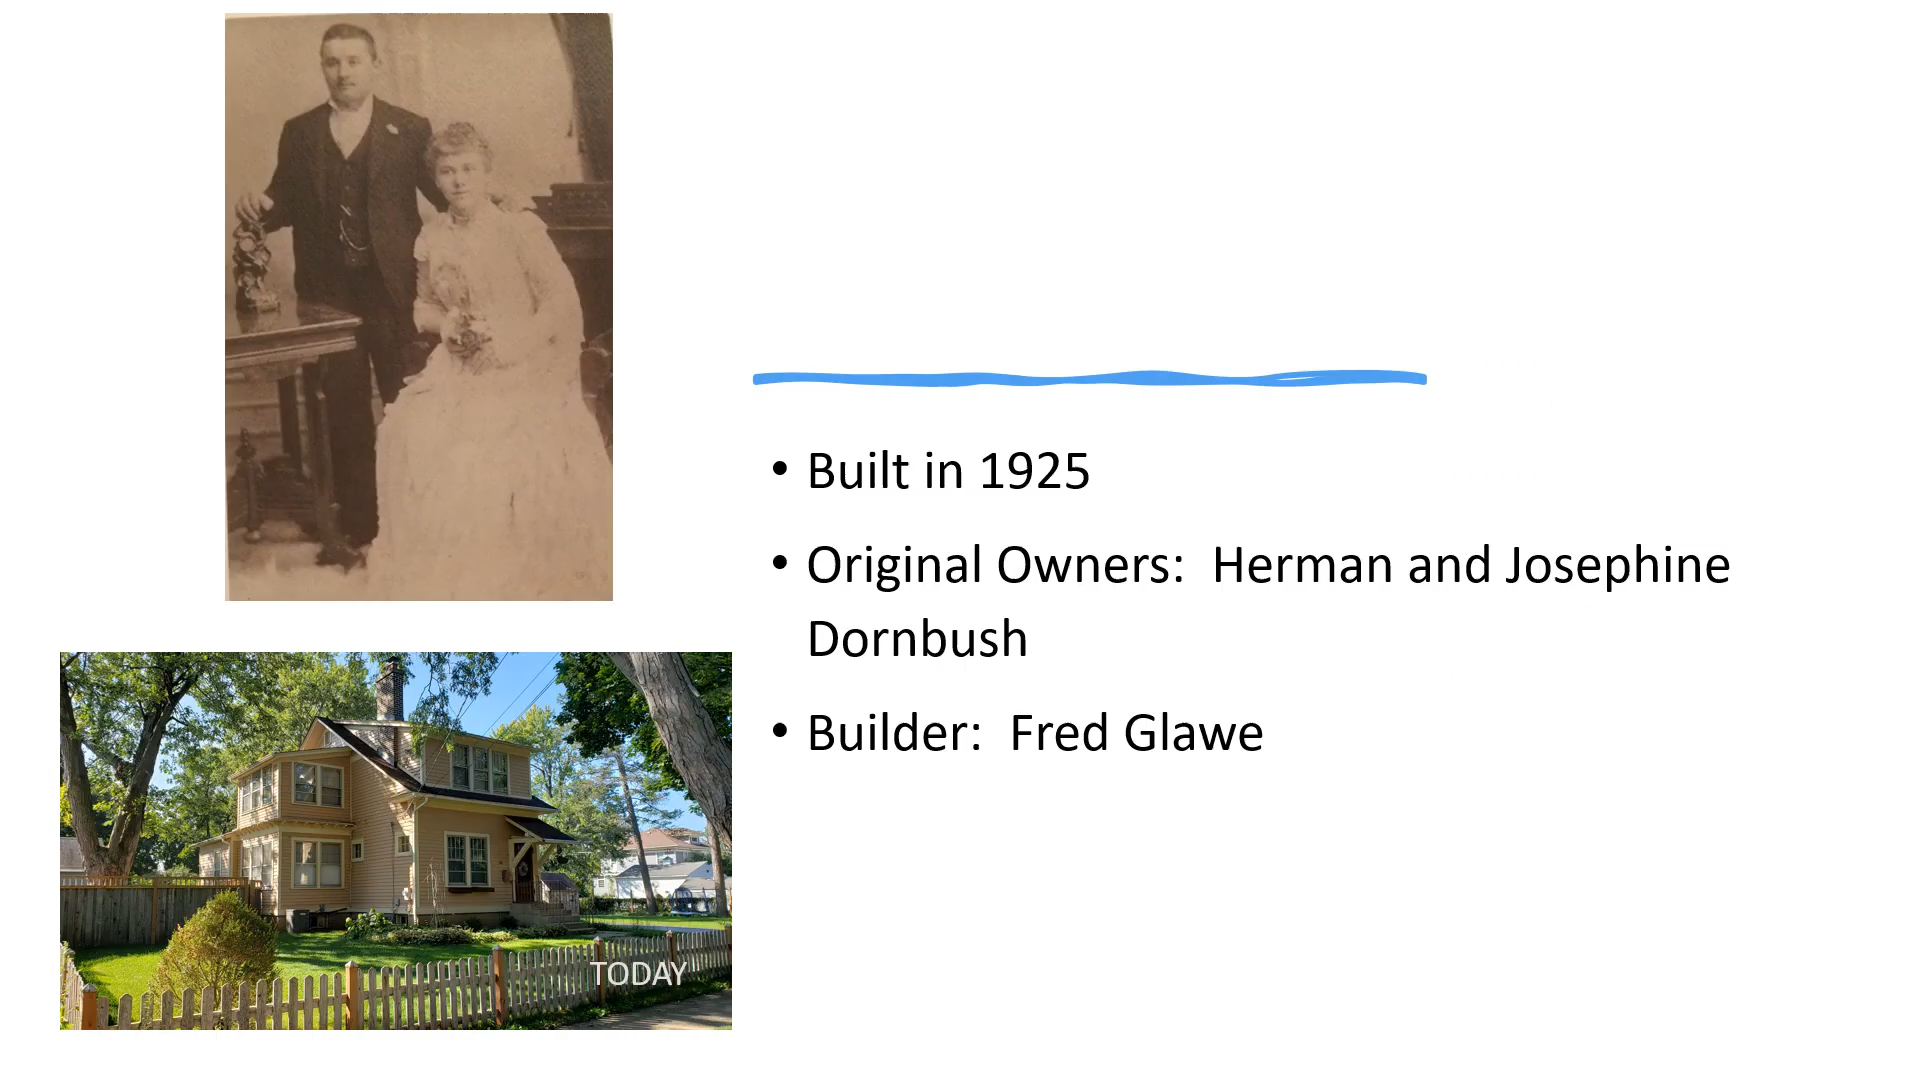 • Built in 1925
• Original Owners:  Herman and Josephine
Dornbush
• Builder:  Fred Glawe
TODAY